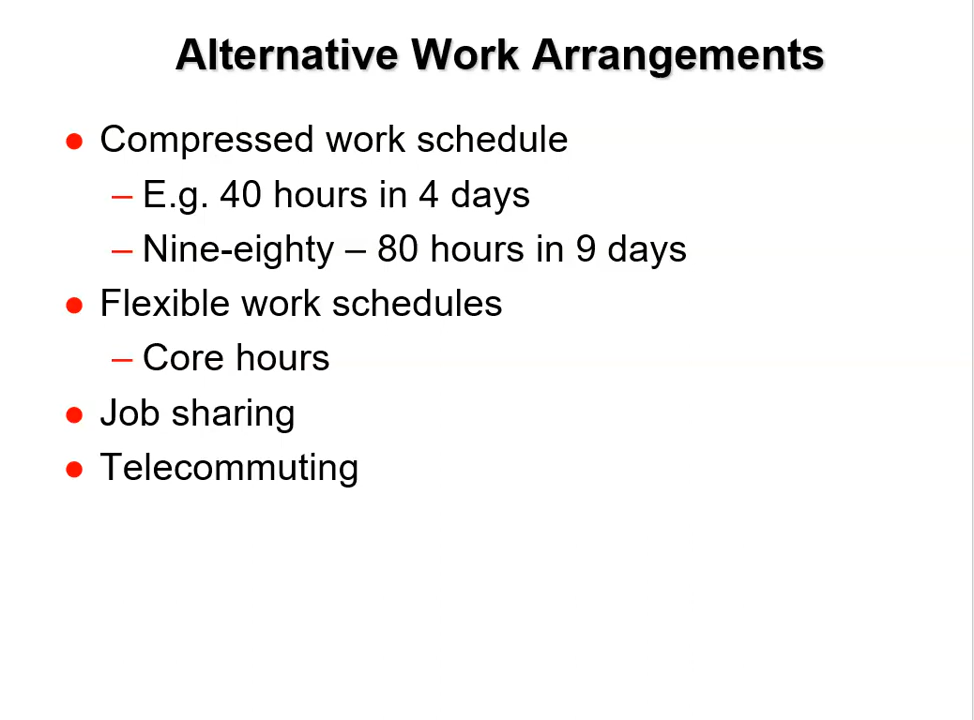 Alternative Work Arrangements
● Compressed work schedule
– E.g. 40 hours in 4 days
– Nine-eighty – 80 hours in 9 days
● Flexible work schedules
– Core hours
● Job sharing
● Telecommuting